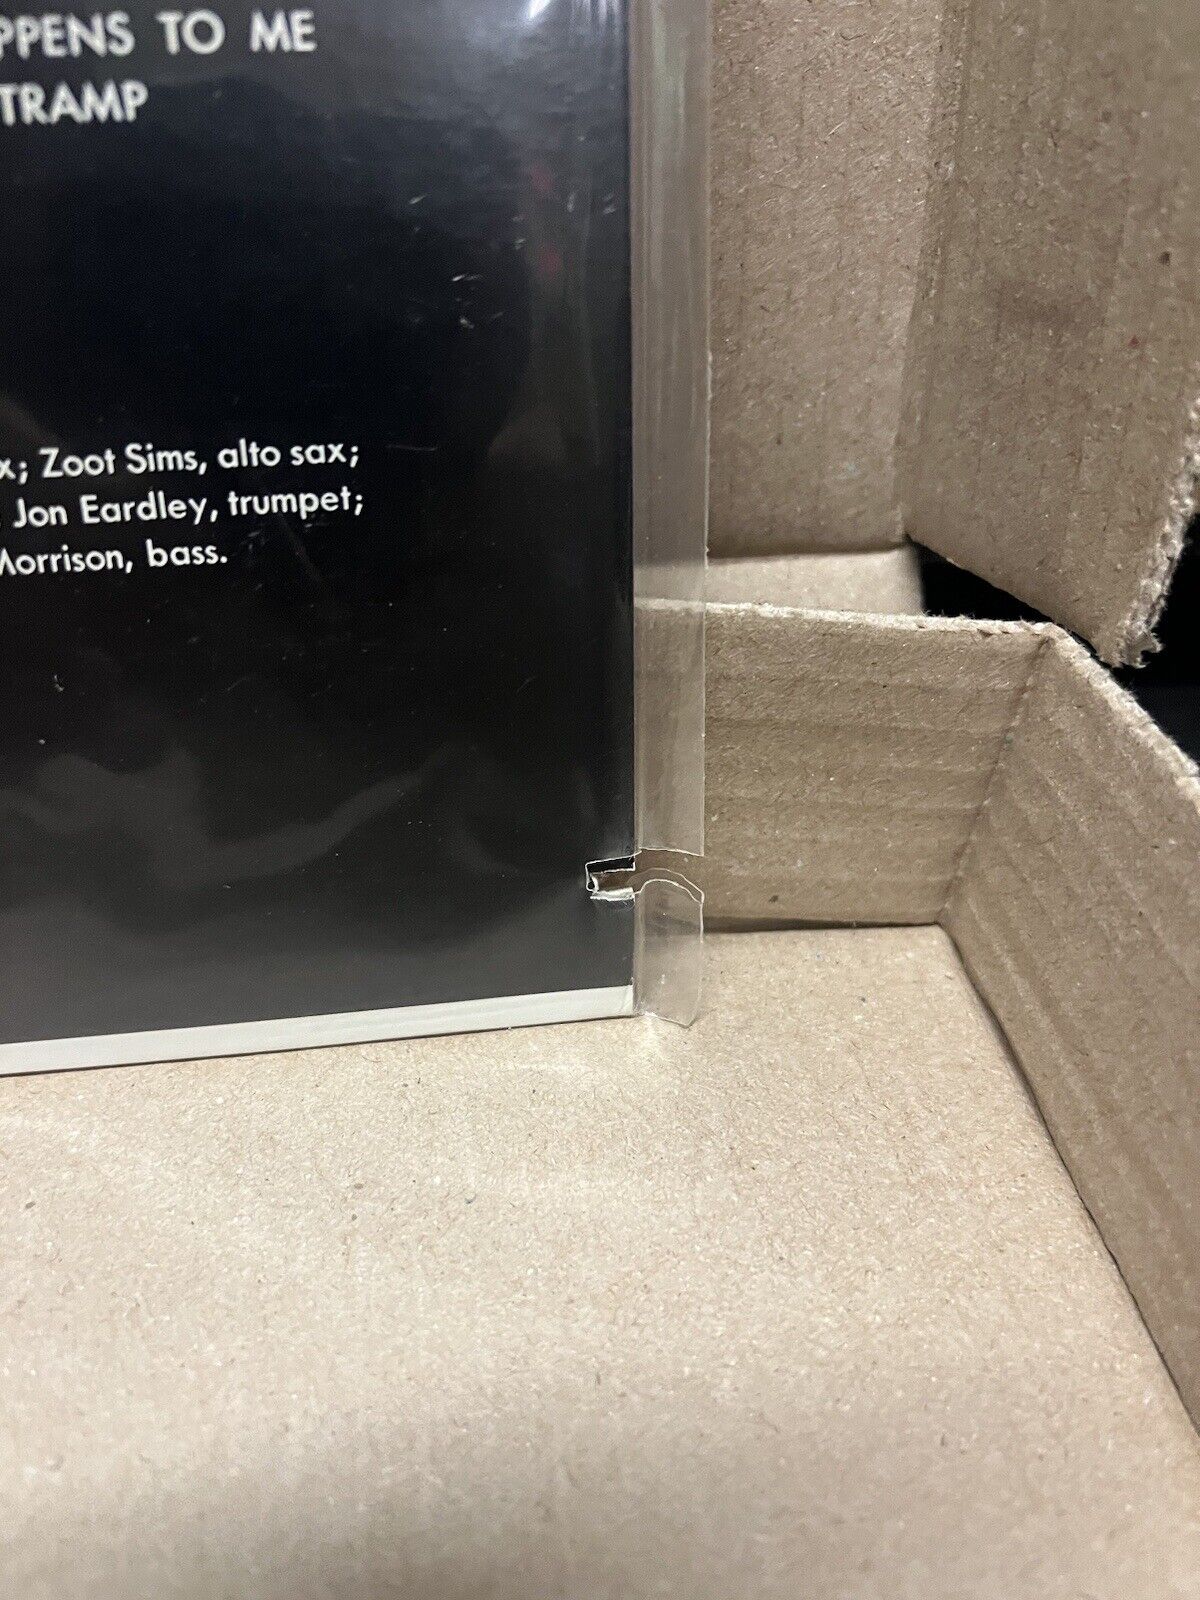 PPENS TO ME
TRAMP
x; Zoot Sims, alto sax;
Jon Eardley, trumpet;
Morrison, bass.